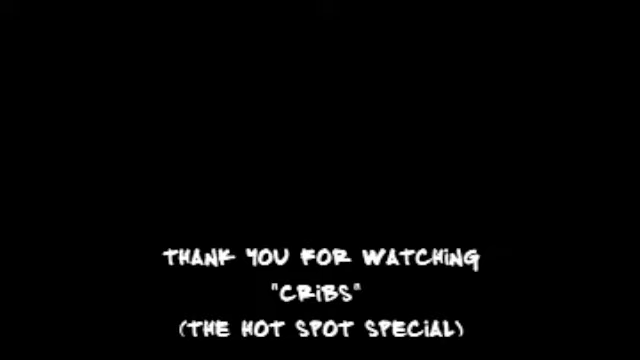 THANK YOU FOR WATCHING
"CRiBS"
(THE HOT SPOT SPECIAL)